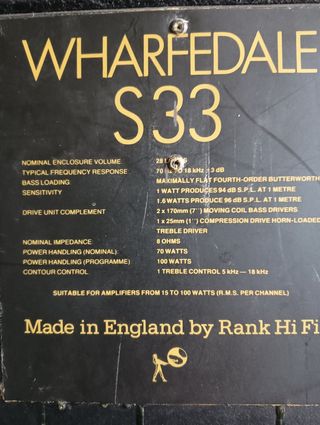 WHARFEDALE
S33
NOMINAL ENCLOSURE VOLUME 28
TYPICAL FREQUENCY RESPONSE 70 TO 18 kHz 3 dB
BASS LOADING MAXIMALLY FLAT FOURTH-ORDER BUTTERWORTH
SENSITIVITY 1 WATT PRODUCES 94 dB S.P.L. AT 1 METRE
1.6 WATTS PRODUCE 96 dB S.P.L. AT 1 METRE
DRIVE UNIT COMPLEMENT 2 x 170mm (7") MOVING COIL BASS DRIVERS
1 x 25mm (1") COMPRESSION DRIVE HORN-LOADED
TREBLE DRIVER
NOMINAL IMPEDANCE 8 OHMS
POWER HANDLING (NOMINAL) 70 WATTS
POWER HANDLING (PROGRAMME) 100 WATTS
CONTOUR CONTROL 1 TREBLE CONTROL 5 kHz — 18 kHz
SUITABLE FOR AMPLIFIERS FROM 15 TO 100 WATTS (R.M.S. PER CHANNEL)
Made in England by Rank Hi Fi